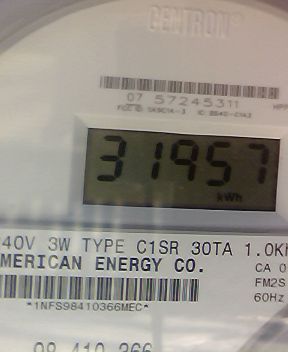 CENTRON®
07 57245311
31957
kWh
40V 3W TYPE C1SR 30TA 1.0K
MERICAN ENERGY CO.
CA 0
FM2S
60Hz
*1NFS98410366MEC*
98 410 366